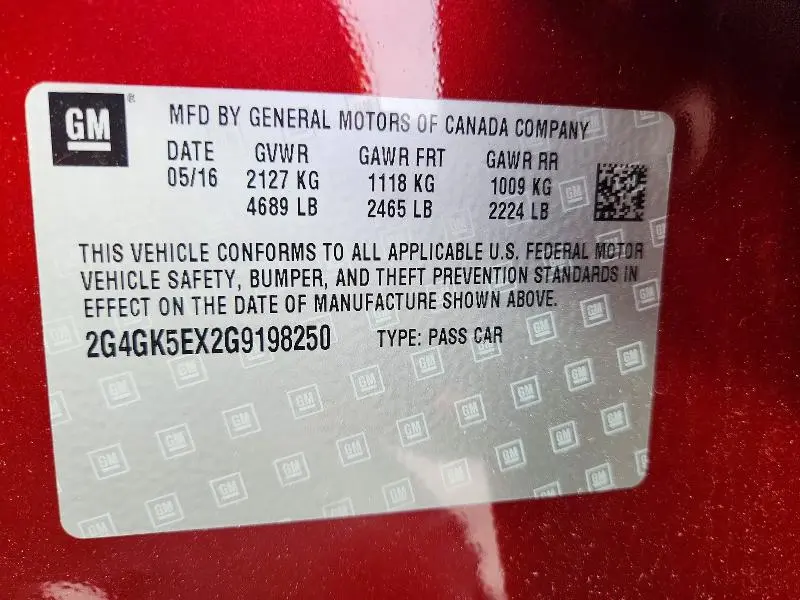 GM®
MFD BY GENERAL MOTORS OF CANADA COMPANY
DATE GVWR GAWR FRT GAWR RR
05/16 2127 KG 1118 KG 1009 KG
4689 LB 2465 LB 2224 LB
THIS VEHICLE CONFORMS TO ALL APPLICABLE U.S. FEDERAL MOTOR
VEHICLE SAFETY, BUMPER, AND THEFT PREVENTION STANDARDS IN
EFFECT ON THE DATE OF MANUFACTURE SHOWN ABOVE.
2G4GK5EX2G9198250 TYPE: PASS CAR